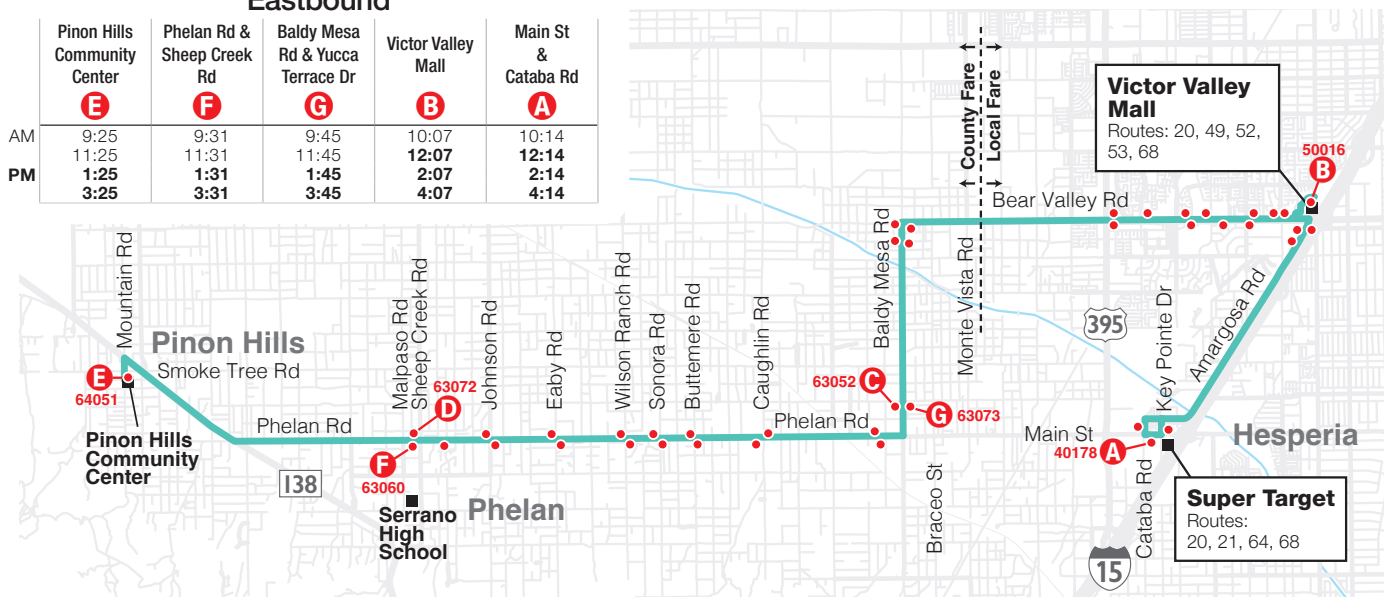 Eastbound
Pinon Hills
Community
Center
E
Phelan Rd &
Sheep Creek
Rd
F
Baldy Mesa
Rd & Yucca
Terrace Dr
G
Victor Valley
Mall
B
Main St
&
Cataba Rd
A
AM 9:25 9:31 9:45 10:07 10:14
11:25 11:31 11:45 12:07 12:14
PM 1:25 1:31 1:45 2:07 2:14
3:25 3:31 3:45 4:07 4:14
County Fare
Local Fare
Victor Valley
Mall
Routes: 20, 49, 52,
53, 68
50016
B
Bear Valley Rd
Mountain Rd
Pinon Hills
Smoke Tree Rd
E
64051
Pinon Hills
Community
Center
Phelan Rd
138
Malpaso Rd
Sheep Creek Rd
63072
D
F
63060
Serrano
High
School
Phelan
Johnson Rd
Eaby Rd
Wilson Ranch Rd
Sonora Rd
Buttemere Rd
Caughlin Rd
Phelan Rd
Baldy Mesa Rd
63052
C
G
63073
Monte Vista Rd
Braceo St
395
Key Pointe Dr
Amargosa Rd
Main St
40178
A
Cataba Rd
Hesperia
15
Super Target
Routes:
20, 21, 64, 68